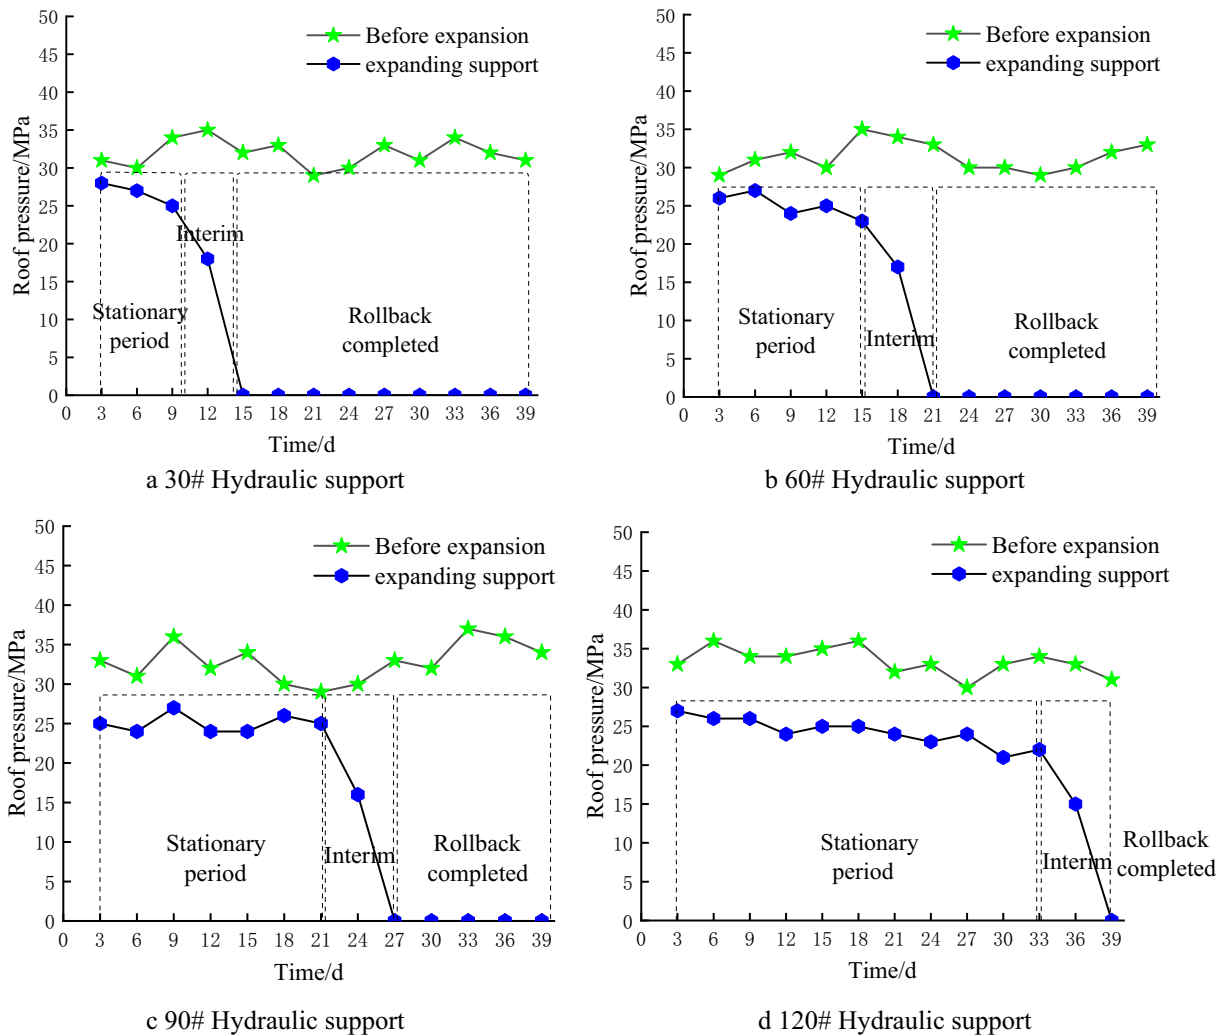 50
45
40
35
30
25
20
15
10
5
0
Roof pressure/MPa
Before expansion
expanding support
Interim
Stationary
period
Rollback
completed
0 3 6 9 12 15 18 21 24 27 30 33 36 39
Time/d
a 30# Hydraulic support
50
45
40
35
30
25
20
15
10
5
0
Roof pressure/MPa
Before expansion
expanding support
Stationary
period
Interim
Rollback
completed
0 3 6 9 12 15 18 21 24 27 30 33 36 39
Time/d
b 60# Hydraulic support
50
45
40
35
30
25
20
15
10
5
0
Roof pressure/MPa
Before expansion
expanding support
Stationary
period
Interim
Rollback
completed
0 3 6 9 12 15 18 21 24 27 30 33 36 39
Time/d
c 90# Hydraulic support
50
45
40
35
30
25
20
15
10
5
0
Roof pressure/MPa
Before expansion
expanding support
Stationary
period
Interim
Rollback
completed
0 3 6 9 12 15 18 21 24 27 30 33 36 39
Time/d
d 120# Hydraulic support